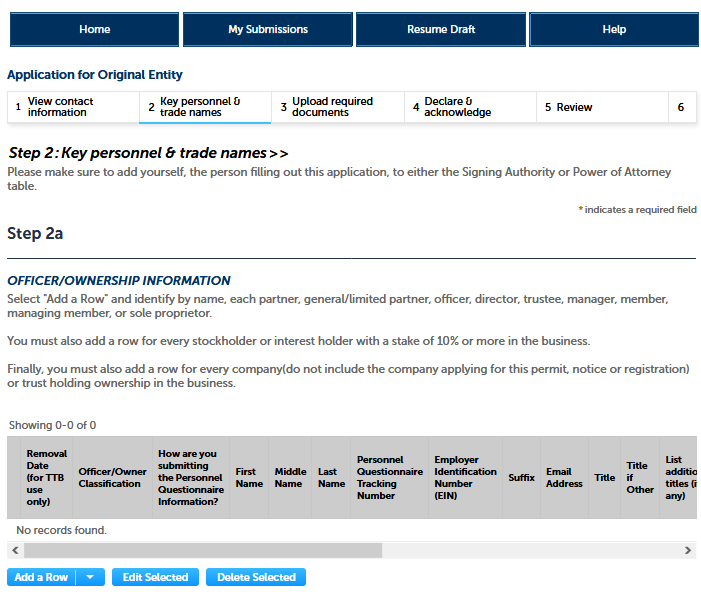 Home My Submissions Resume Draft Help
Application for Original Entity
1 View contact information 2 Key personnel & trade names 3 Upload required documents 4 Declare & acknowledge 5 Review 6
Step 2: Key personnel & trade names>>
Please make sure to add yourself, the person filling out this application, to either the Signing Authority or Power of Attorney
table.
* indicates a required field
Step 2a
OFFICER/OWNERSHIP INFORMATION
Select "Add a Row" and identify by name, each partner, general/limited partner, officer, director, trustee, manager, member,
managing member, or sole proprietor.
You must also add a row for every stockholder or interest holder with a stake of 10% or more in the business.
Finally, you must also add a row for every company(do not include the company applying for this permit, notice or registration)
or trust holding ownership in the business.
Showing 0-0 of 0
Removal Date (for TTB use only) Officer/Owner Classification How are you submitting the Personnel Questionnaire Information? First Name Middle Name Last Name Personnel Questionnaire Tracking Number Employer Identification Number (EIN) Suffix Email Address Title Title if Other List additio titles (i any)
No records found.
Add a Row Edit Selected Delete Selected